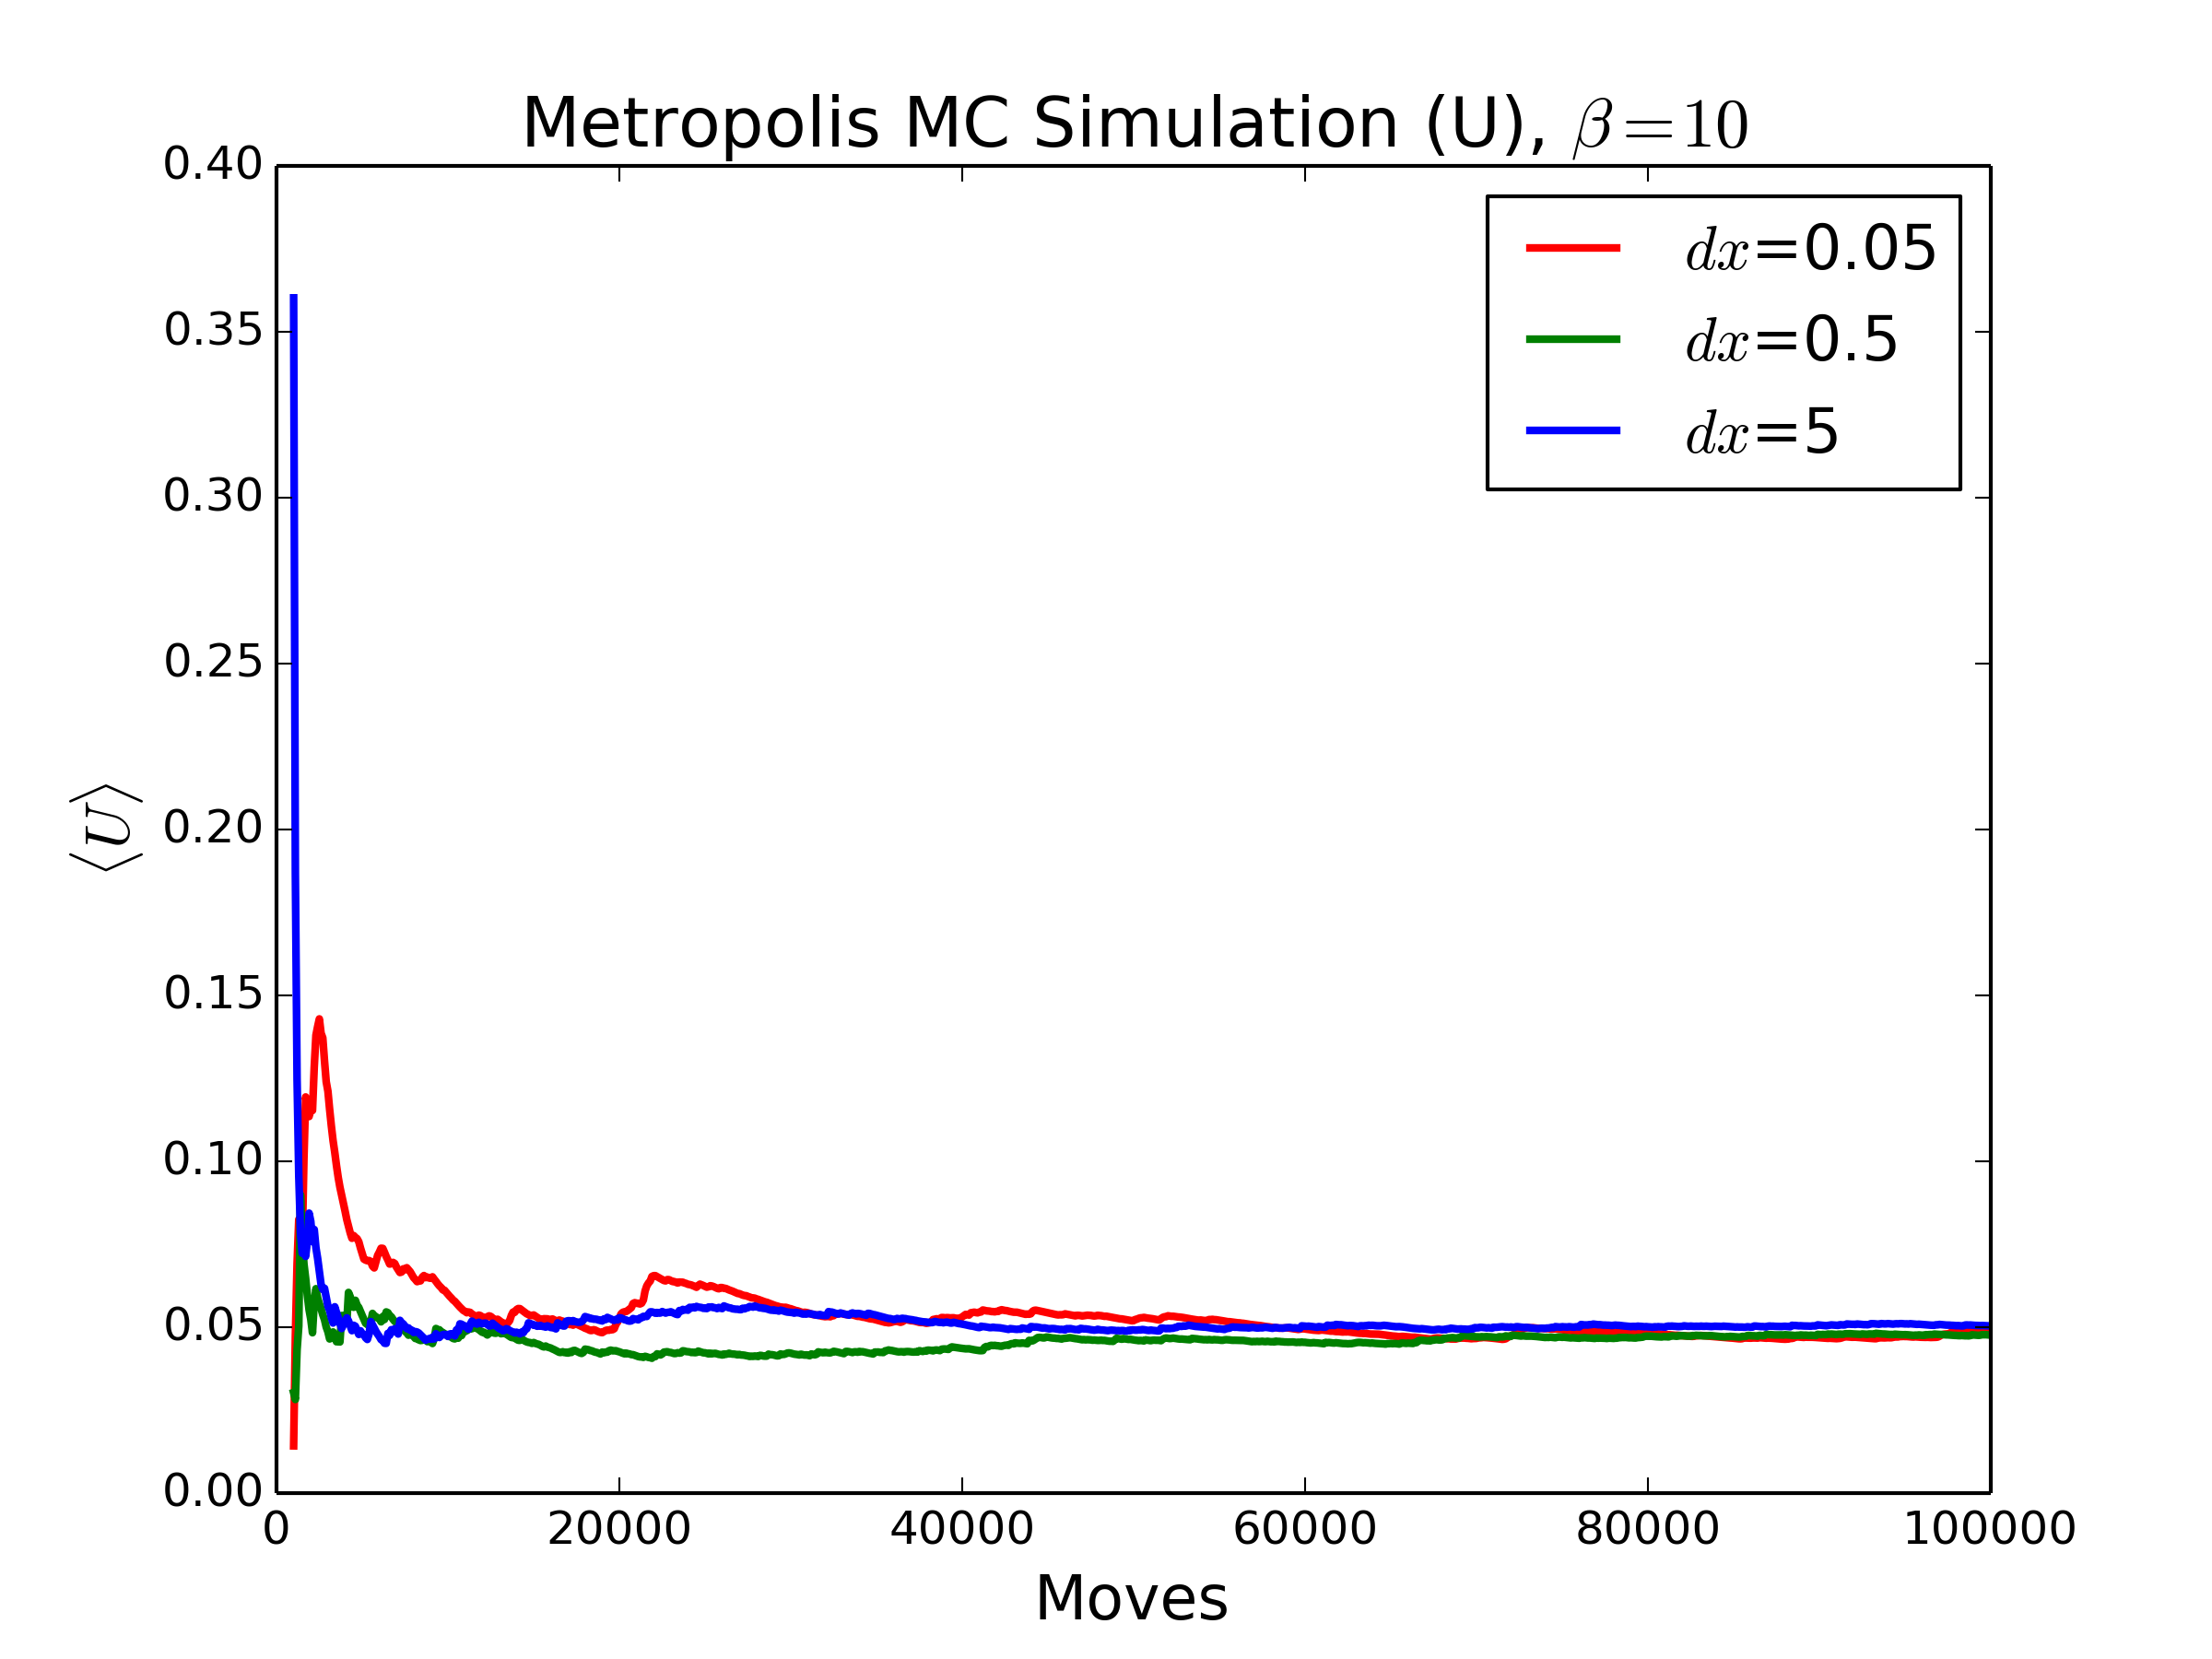 Metropolis MC Simulation (U), β=10
0.40
0.35
0.30
0.25
0.20
0.15
0.10
0.05
0.00
⟨U⟩
dx=0.05
dx=0.5
dx=5
0 20000 40000 60000 80000 100000
Moves